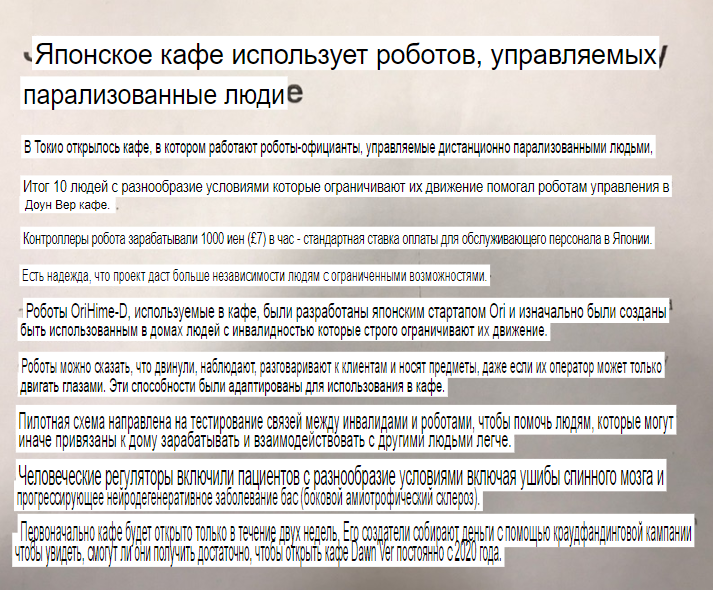 Японское кафе использует роботов, управляемых
парализованные люди
В Токио открылось кафе, в котором работают роботы-официанты, управляемые дистанционно парализованными людьми,
Итог 10 людей с разнообразие условиями которые ограничивают их движение помогал роботам управления в
Доун Вер кафе.
Контроллеры робота зарабатывали 1000 иен (£7) в час - стандартная ставка оплаты для обслуживающего персонала в Японии.
Есть надежда, что проект даст больше независимости людям с ограниченными возможностями.
Роботы OriHime-D, используемые в кафе, были разработаны японским стартапом Ori и изначально были созданы
быть использованным в домах людей с инвалидностью которые строго ограничивают их движение.
Роботы можно сказать, что двинули, наблюдают, разговаривают к клиентам и носят предметы, даже если их оператор может только
двигать глазами. Эти способности были адаптированы для использования в кафе.
Пилотная схема направлена на тестирование связей между инвалидами и роботами, чтобы помочь людям, которые могут
иначе привязаны к дому зарабатывать и взаимодействовать с другими людьми легче.
Человеческие регуляторы включили пациентов с разнообразие условиями включая ушибы спинного мозга и
прогрессирующее нейродегенеративное заболевание бас (боковой амиотрофический склероз).
Первоначально кафе будет открыто только в течение двух недель. Его создатели собирают деньги с помощью краудфандинговой кампании
чтобы увидеть, смогут ли они получить достаточно, чтобы открыть кафе Dawn Ver постоянно с 2020 года.